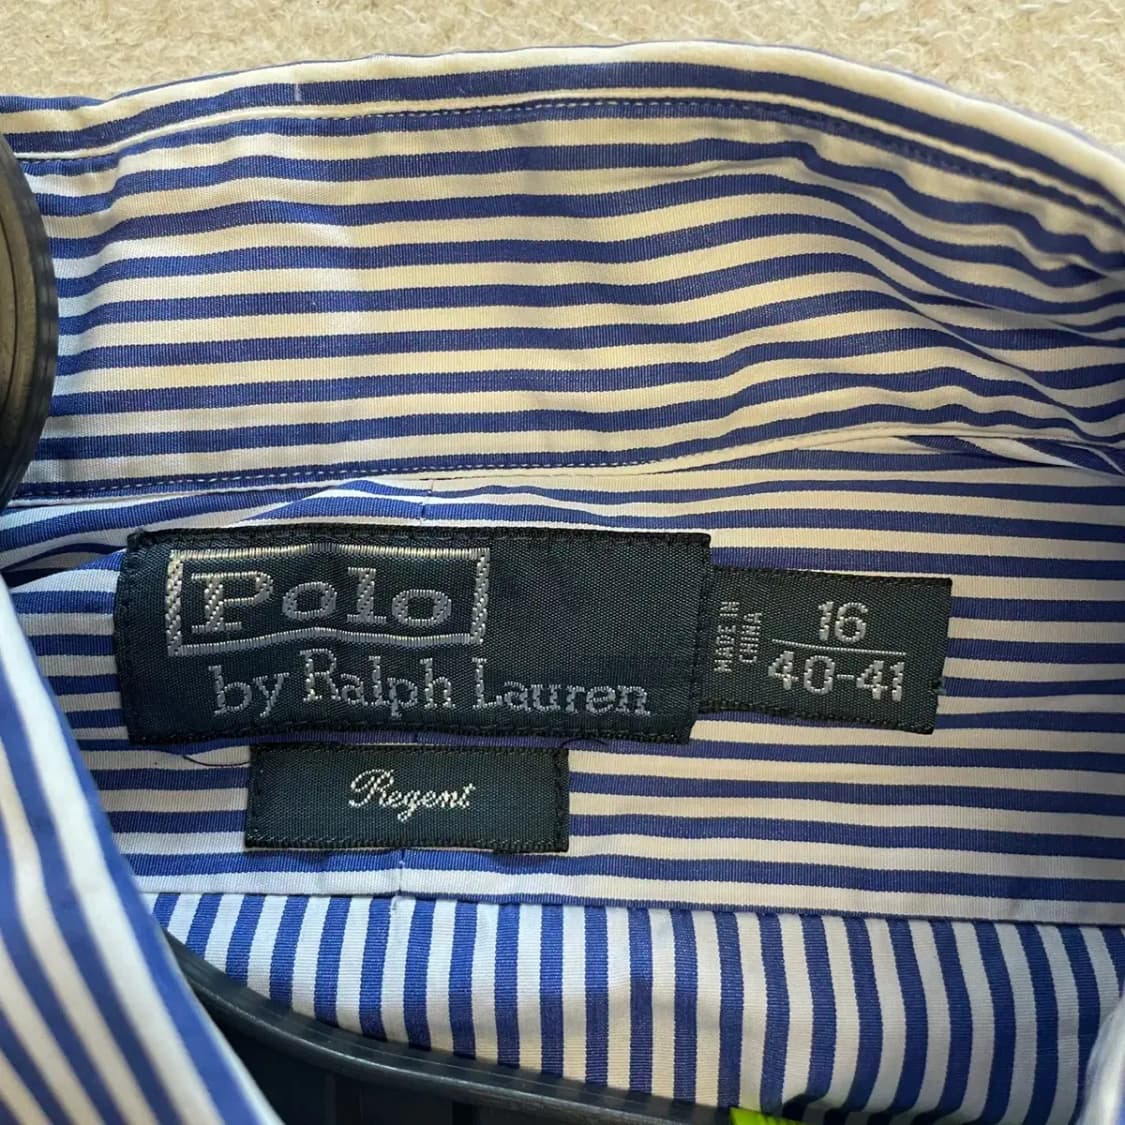 Polo
by Ralph Lauren
MADE IN
CHINA
16
40-41
Regent